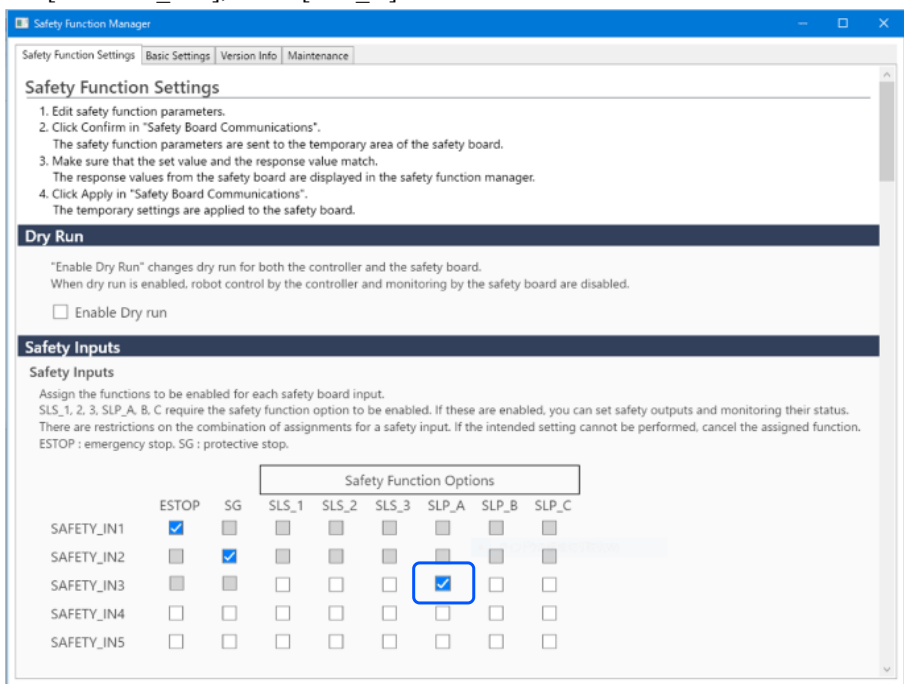 Safety Function Manager
Safety Function Settings Basic Settings Version Info Maintenance
Safety Function Settings
1. Edit safety function parameters.
2. Click Confirm in "Safety Board Communications".
The safety function parameters are sent to the temporary area of the safety board.
3. Make sure that the set value and the response value match.
The response values from the safety board are displayed in the safety function manager.
4. Click Apply in "Safety Board Communications".
The temporary settings are applied to the safety board.
Dry Run
"Enable Dry Run" changes dry run for both the controller and the safety board.
When dry run is enabled, robot control by the controller and monitoring by the safety board are disabled.
Enable Dry run
Safety Inputs
Safety Inputs
Assign the functions to be enabled for each safety board input.
SLS_1, 2, 3, SLP_A, B, C require the safety function option to be enabled. If these are enabled, you can set safety outputs and monitoring their status.
There are restrictions on the combination of assignments for a safety input. If the intended setting cannot be performed, cancel the assigned function.
ESTOP : emergency stop. SG : protective stop.
Safety Function Options
ESTOP SG SLS_1 SLS_2 SLS_3 SLP_A SLP_B SLP_C
SAFETY_IN1
SAFETY_IN2
SAFETY_IN3
SAFETY_IN4
SAFETY_IN5